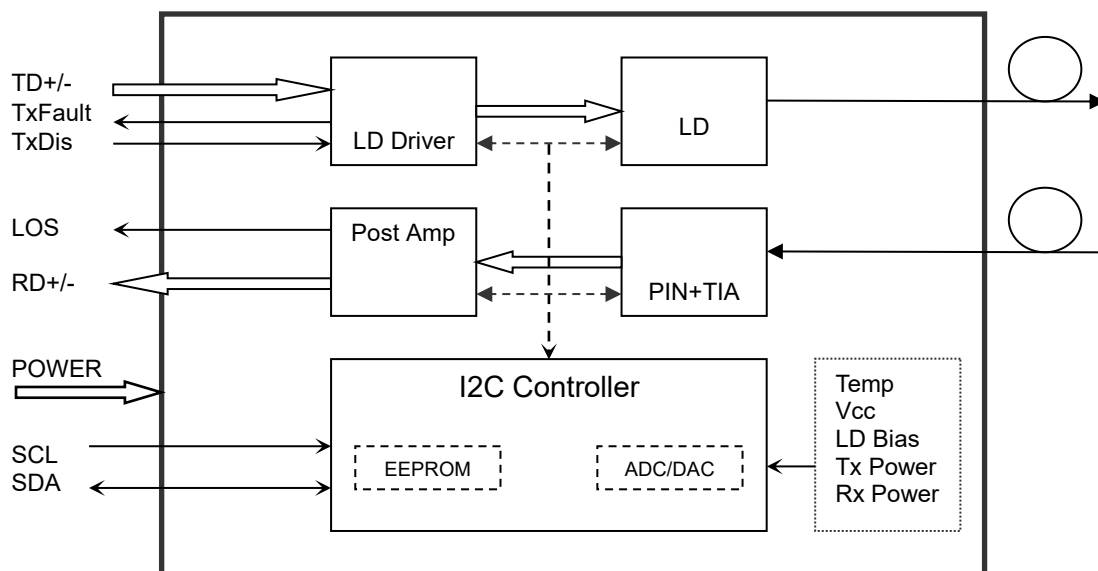 TD+/-
TxFault
TxDis
LD Driver
LD
LOS
RD+/-
Post Amp
PIN+TIA
POWER
SCL
SDA
I2C Controller
EEPROM
ADC/DAC
Temp
Vcc
LD Bias
Tx Power
Rx Power